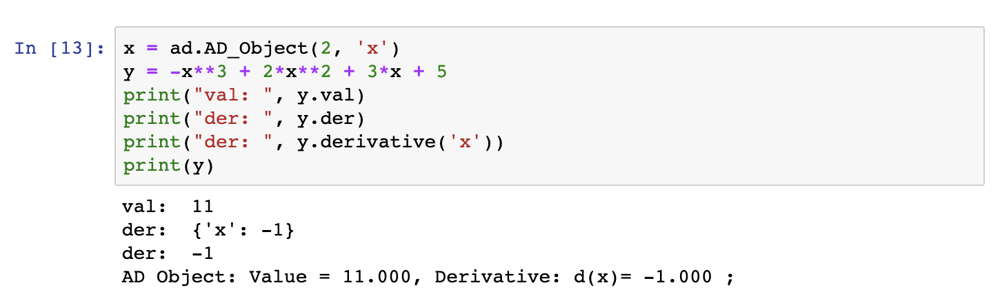 In [13]: x = ad.AD_Object(2, 'x')
y = -x**3 + 2*x**2 + 3*x + 5
print("val: ", y.val)
print("der: ", y.der)
print("der: ", y.derivative('x'))
print(y)
val:  11
der:  {'x': -1}
der:  -1
AD Object: Value = 11.000, Derivative: d(x)= -1.000 ;